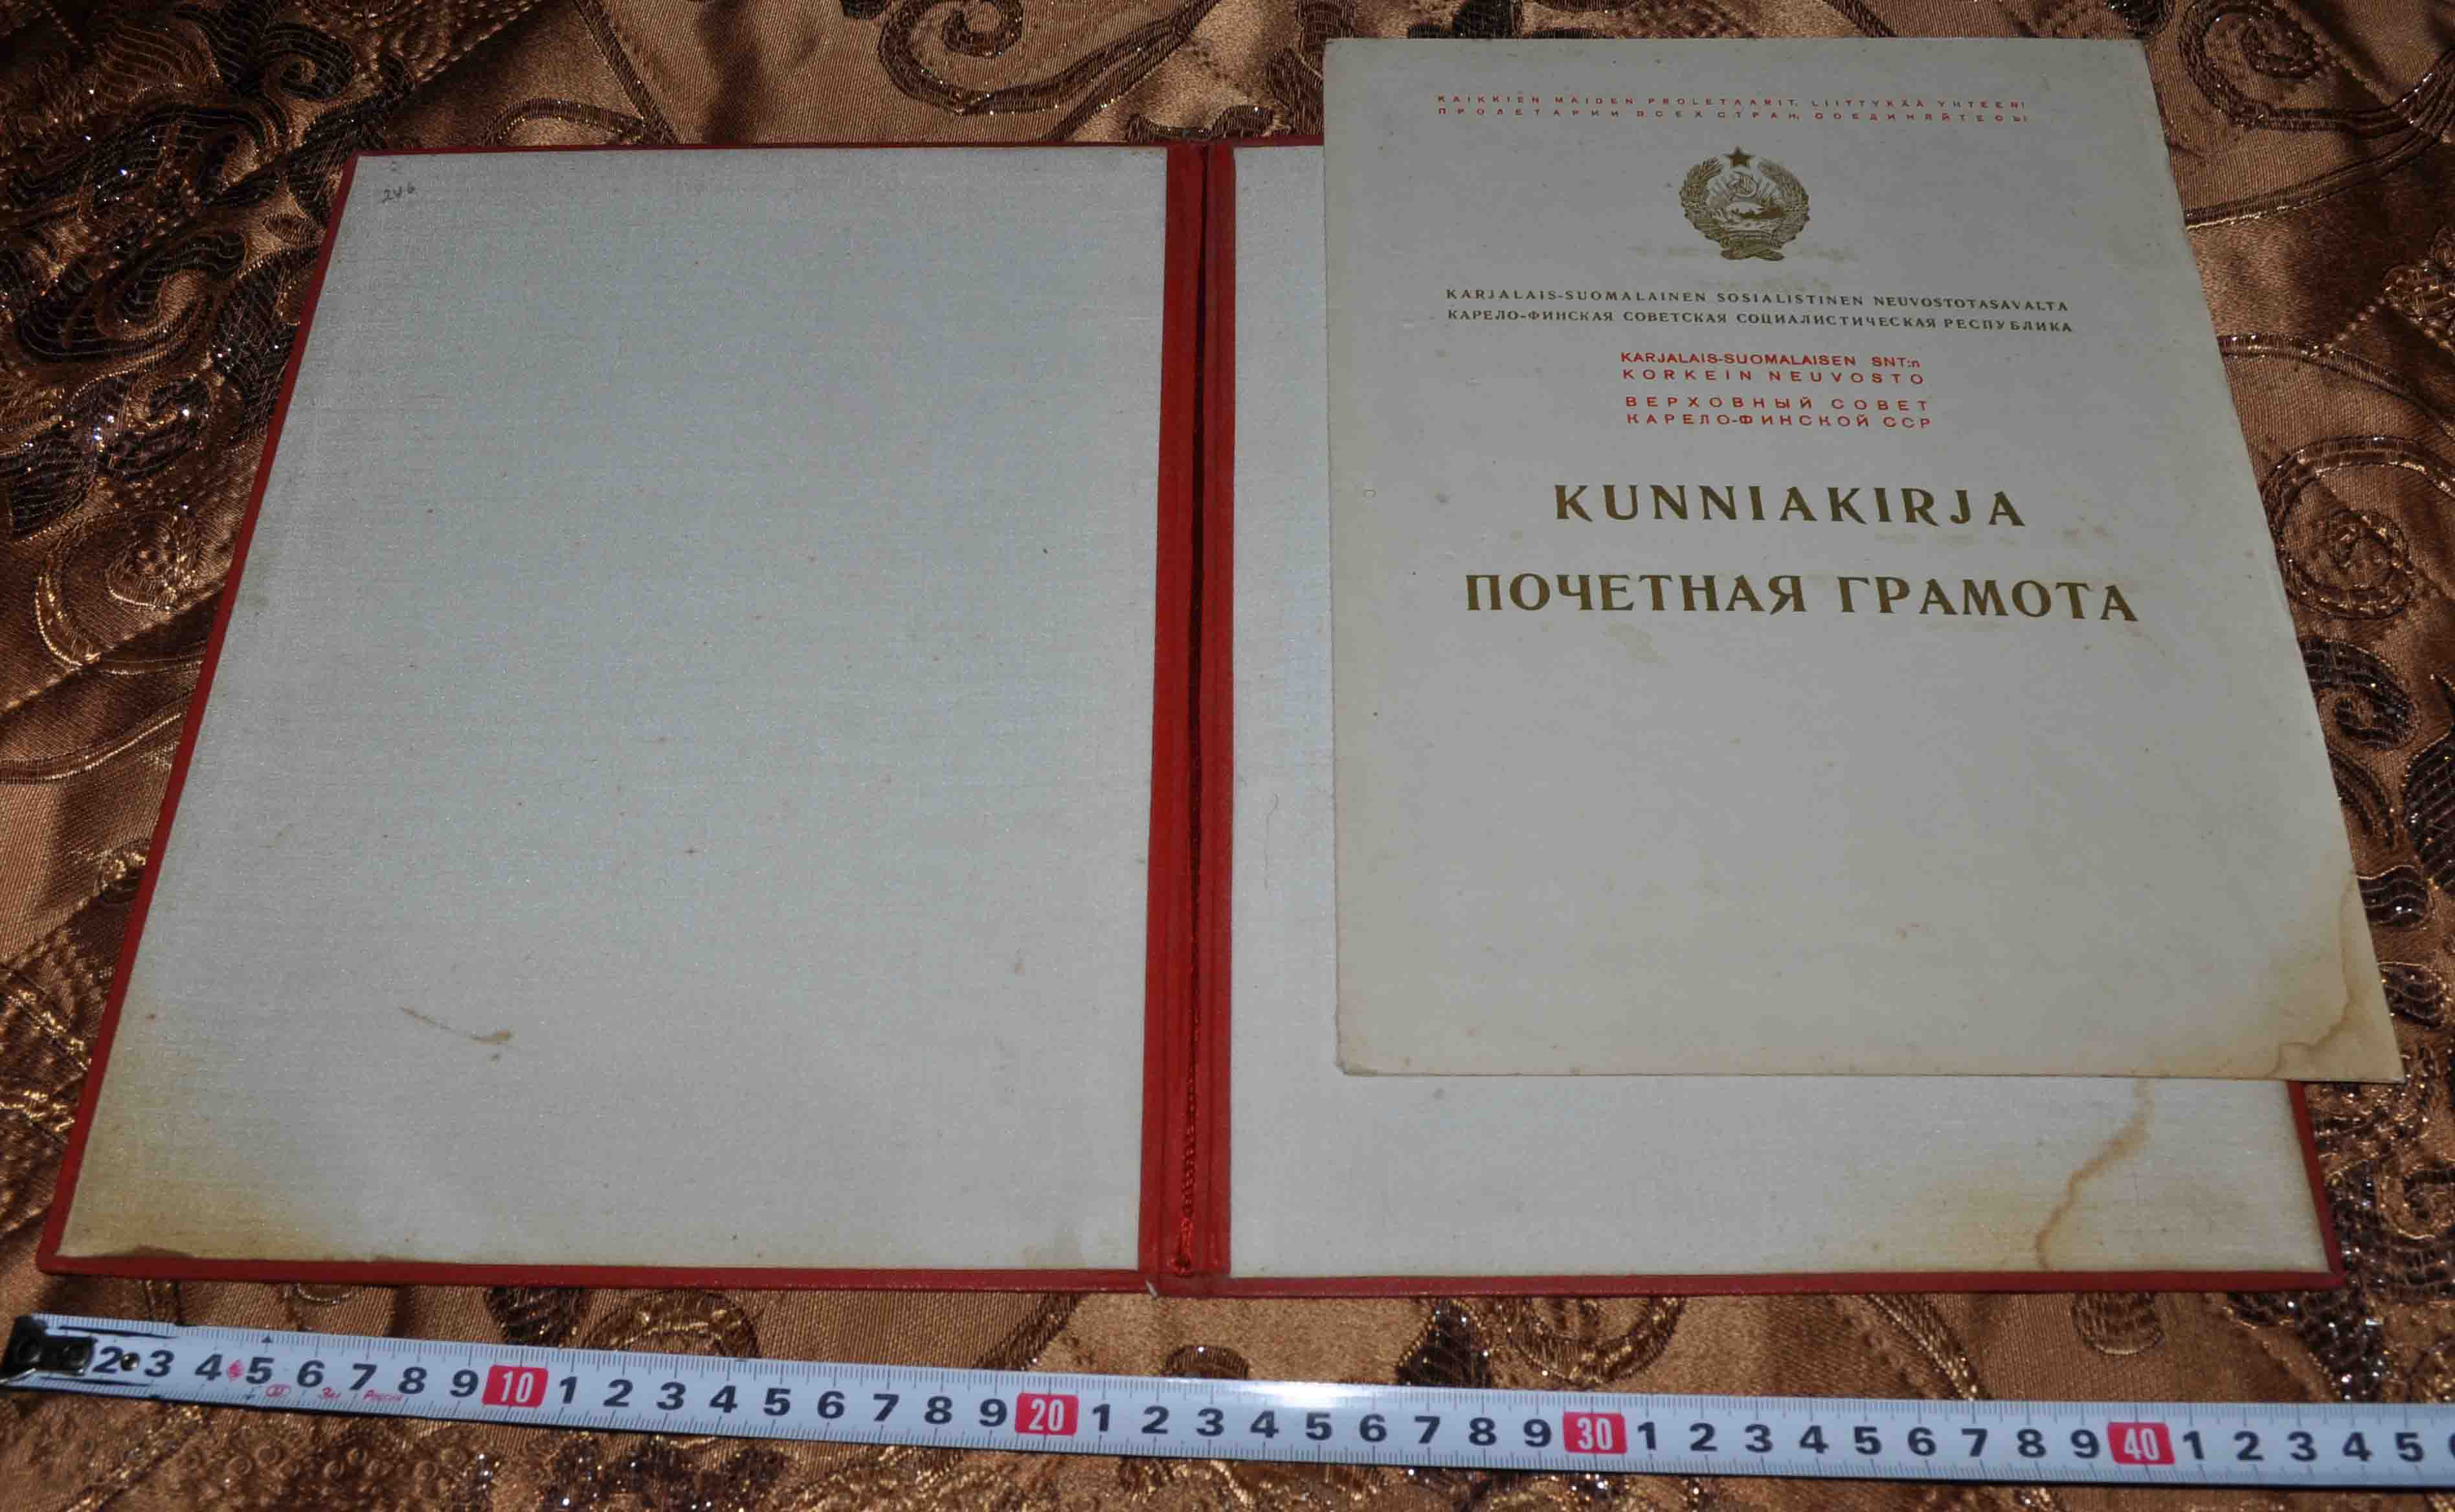 246
KAIKKIEN MAIDEN PROLETAARIT, LIITTYKÄÄ YHTEEN!
ПРОЛЕТАРИИ ВСЕХ СТРАН, СОЕДИНЯЙТЕСЬ!
KARJALAIS-SUOMALAINEN SOSIALISTINEN NEUVOSTOTASAVALTA
КАРЕЛО-ФИНСКАЯ СОВЕТСКАЯ СОЦИАЛИСТИЧЕСКАЯ РЕСПУБЛИКА
KARJALAIS-SUOMALAISEN SNT:n
KORKEIN NEUVOSTO
ВЕРХОВНЫЙ СОВЕТ
КАРЕЛО-ФИНСКОЙ ССР
KUNNIAKIRJA
ПОЧЕТНАЯ ГРАМОТА
2 3 4 5 6 7 8 9 10 1 2 3 4 5 6 7 8 9 20 1 2 3 4 5 6 7 8 9 30 1 2 3 4 5 6 7 8 9 40 1 2 3 4 5